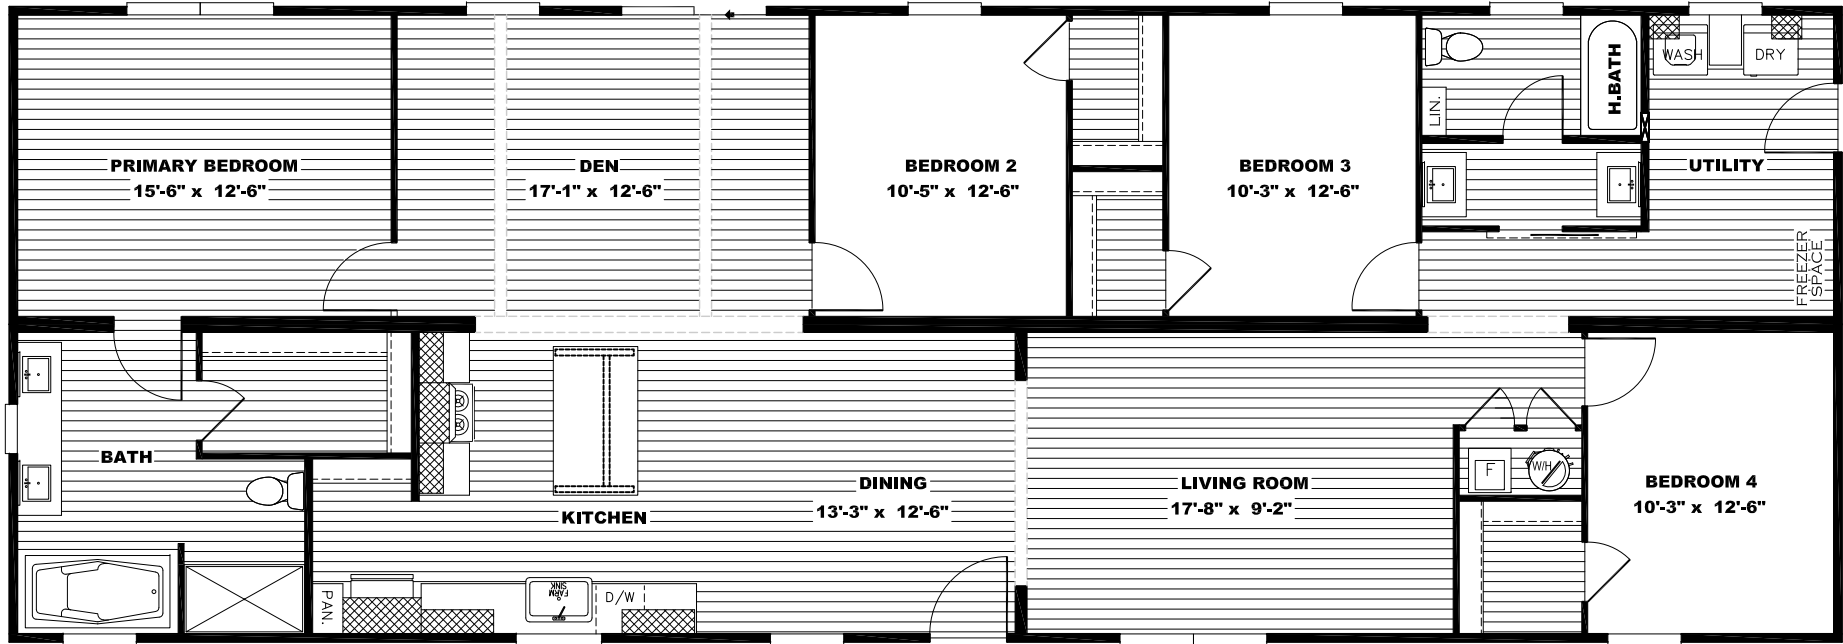 PRIMARY BEDROOM
15'-6" x 12'-6"
DEN
17'-1" x 12'-6"
BEDROOM 2
10'-5" x 12'-6"
BEDROOM 3
10'-3" x 12'-6"
LIN.
H.BATH
WASH
DRY
UTILITY
FREEZER
SPACE
BATH
KITCHEN
DINING
13'-3" x 12'-6"
LIVING ROOM
17'-8" x 9'-2"
F
W/H
BEDROOM 4
10'-3" x 12'-6"
PAN.
FARM
SINK
D/W